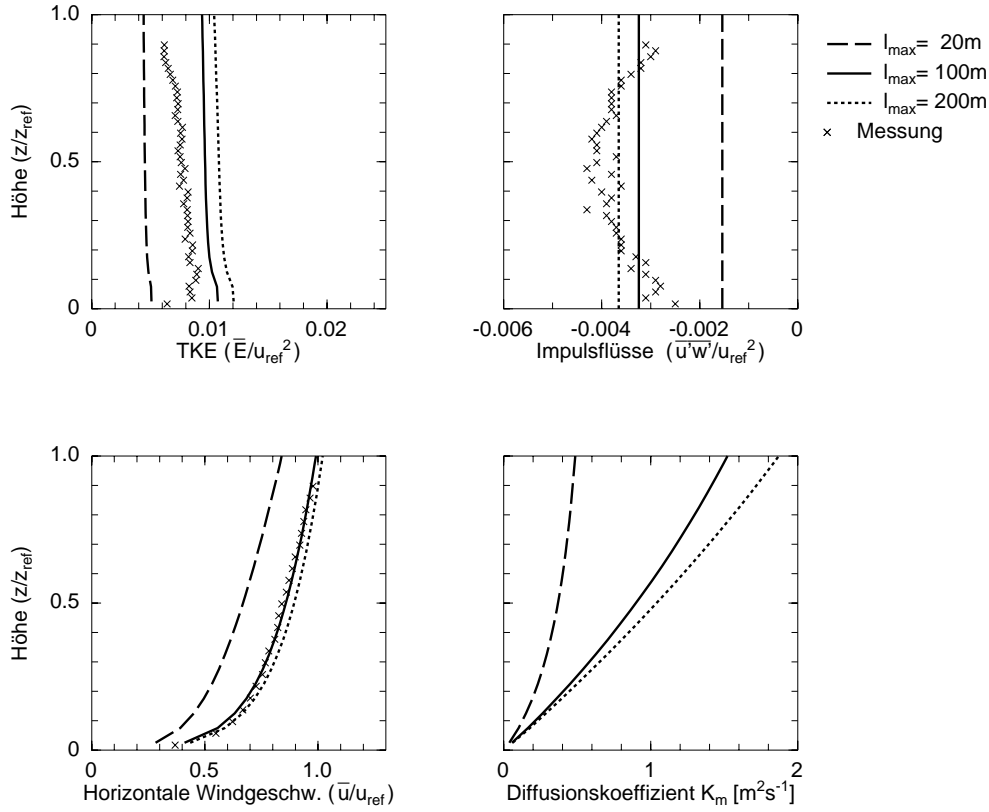 1.0
0.5
0
0
0.01
0.02
Höhe (z/z_ref)
TKE (E̅/u_ref²)
-0.006
-0.004
-0.002
0
Impulsflüsse (u'w'̅/u_ref²)
l_max= 20m
l_max= 100m
l_max= 200m
Messung
1.0
0.5
0
0
0.5
1.0
Höhe (z/z_ref)
Horizontale Windgeschw. (u̅/u_ref)
0
1
2
Diffusionskoeffizient K_m [m²s⁻¹]